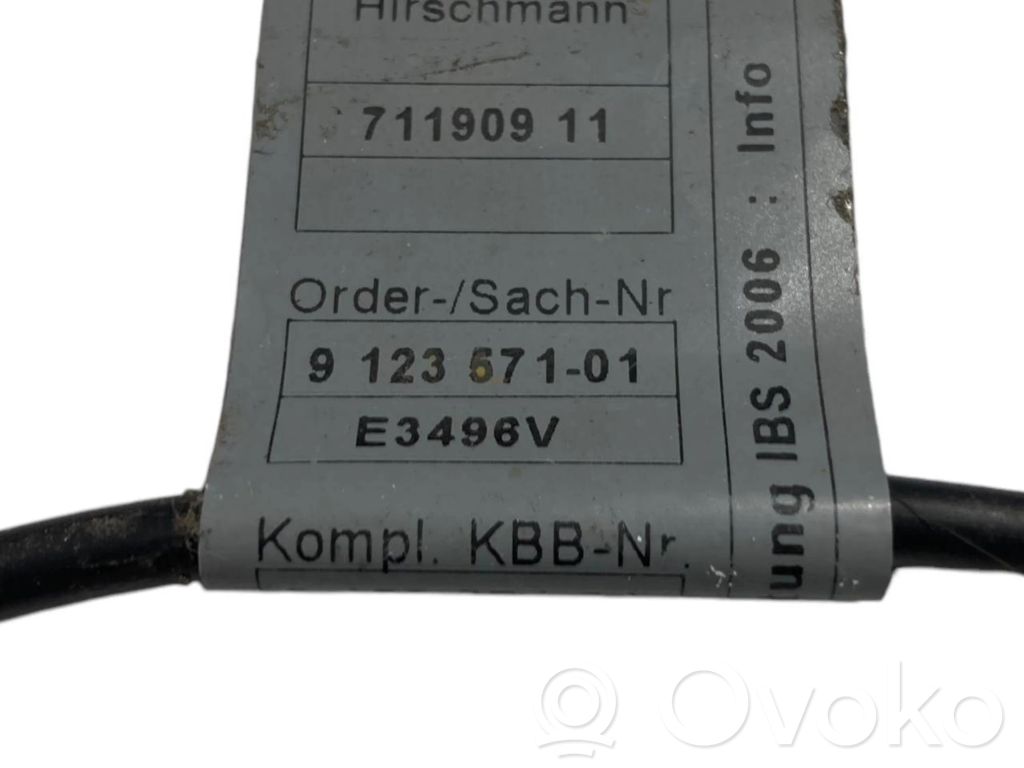 Hirschmann
711909 11
Order-/Sach-Nr
9 123 571-01
E3496V
Kompl. KBB-Nr.
ung IBS 2006 : Info
Ovoko